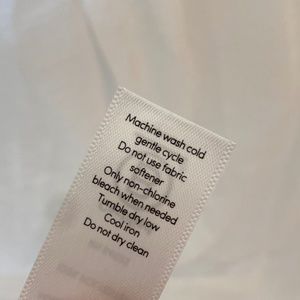 Machine wash cold
gentle cycle
Do not use fabric
softener
Only non-chlorine
bleach when needed
Tumble dry low
Cool iron
Do not dry clean